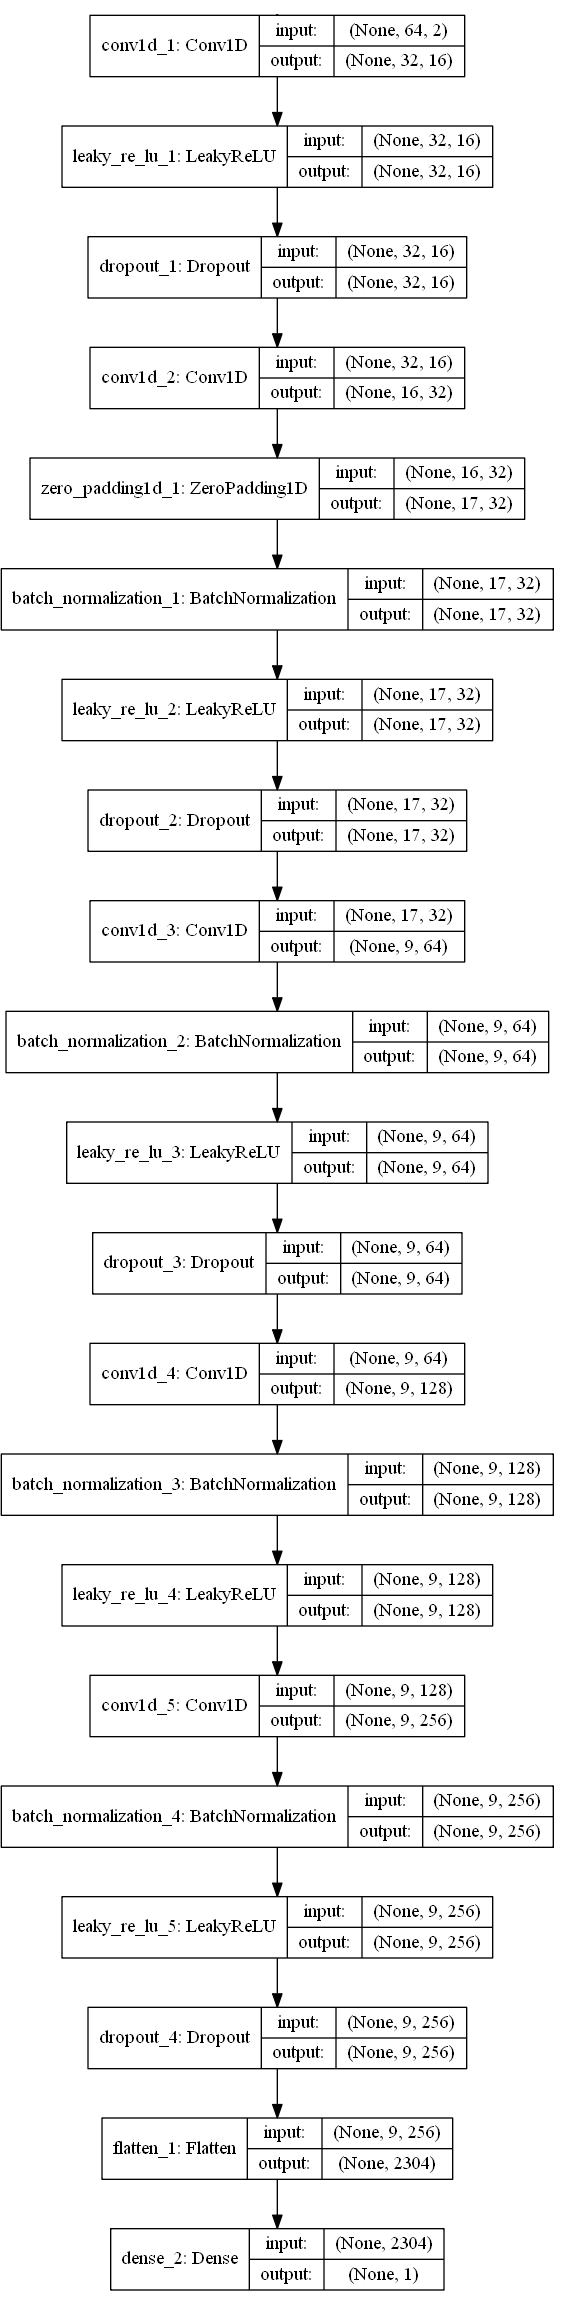 conv1d_1: Conv1D input: (None, 64, 2)
output: (None, 32, 16)
leaky_re_lu_1: LeakyReLU input: (None, 32, 16)
output: (None, 32, 16)
dropout_1: Dropout input: (None, 32, 16)
output: (None, 32, 16)
conv1d_2: Conv1D input: (None, 32, 16)
output: (None, 16, 32)
zero_padding1d_1: ZeroPadding1D input: (None, 16, 32)
output: (None, 17, 32)
batch_normalization_1: BatchNormalization input: (None, 17, 32)
output: (None, 17, 32)
leaky_re_lu_2: LeakyReLU input: (None, 17, 32)
output: (None, 17, 32)
dropout_2: Dropout input: (None, 17, 32)
output: (None, 17, 32)
conv1d_3: Conv1D input: (None, 17, 32)
output: (None, 9, 64)
batch_normalization_2: BatchNormalization input: (None, 9, 64)
output: (None, 9, 64)
leaky_re_lu_3: LeakyReLU input: (None, 9, 64)
output: (None, 9, 64)
dropout_3: Dropout input: (None, 9, 64)
output: (None, 9, 64)
conv1d_4: Conv1D input: (None, 9, 64)
output: (None, 9, 128)
batch_normalization_3: BatchNormalization input: (None, 9, 128)
output: (None, 9, 128)
leaky_re_lu_4: LeakyReLU input: (None, 9, 128)
output: (None, 9, 128)
conv1d_5: Conv1D input: (None, 9, 128)
output: (None, 9, 256)
batch_normalization_4: BatchNormalization input: (None, 9, 256)
output: (None, 9, 256)
leaky_re_lu_5: LeakyReLU input: (None, 9, 256)
output: (None, 9, 256)
dropout_4: Dropout input: (None, 9, 256)
output: (None, 9, 256)
flatten_1: Flatten input: (None, 9, 256)
output: (None, 2304)
dense_2: Dense input: (None, 2304)
output: (None, 1)